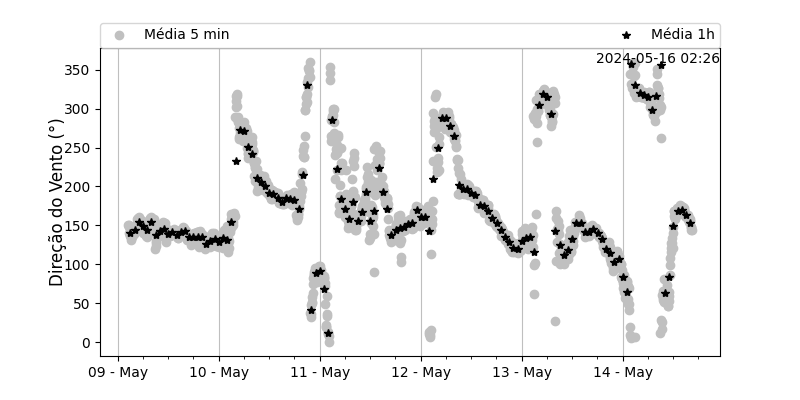 Média 5 min
Média 1h
2024-05-16 02:26
Direção do Vento (°)
350
300
250
200
150
100
50
0
09 - May
10 - May
11 - May
12 - May
13 - May
14 - May